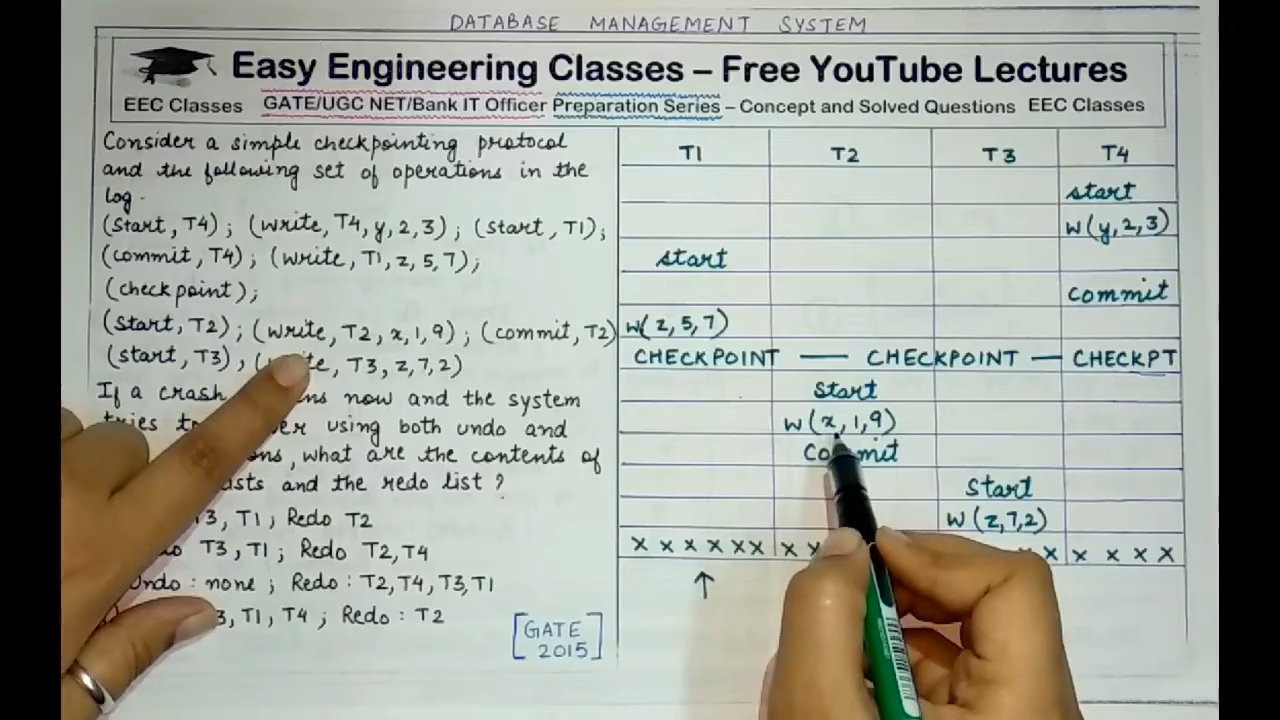 DATABASE MANAGEMENT SYSTEM
Easy Engineering Classes – Free YouTube Lectures
EEC Classes GATE/UGC NET/Bank IT Officer Preparation Series – Concept and Solved Questions EEC Classes
Consider a simple checkpointing protocol
and the following set of operations in the
log.
(start, T4); (write, T4, y, 2, 3); (start, T1);
(commit, T4); (write, T1, z, 5, 7);
(checkpoint);
(start, T2); (write, T2, x, 1, 9); (commit, T2)
(start, T3), T3, z, 7, 2)
If a crash now and the system
using both undo and
what are the contents of
and the redo list ?
T1; Redo T2
T3, T1; Redo T2, T4
Undo : none ; Redo : T2, T4, T3, T1
T1, T4 ; Redo : T2
[GATE
2015]
T1 T2 T3 T4
start
W(y, 2, 3)
start
commit
W(z, 5, 7)
CHECKPOINT — CHECKPOINT — CHECKPT
Start
W(x, 1, 9)
Commit
Start
W(z, 7, 2)
x x x x x x x x x x x x x